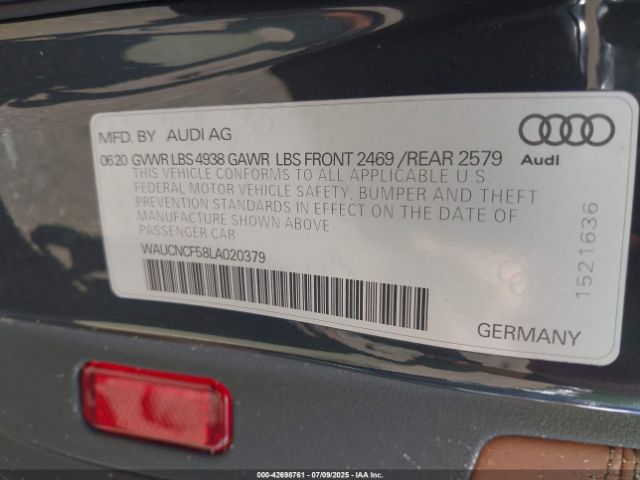 MFD. BY AUDI AG
0620 GVWR LBS 4938 GAWR LBS FRONT 2469 /REAR 2579
Audi
THIS VEHICLE CONFORMS TO ALL APPLICABLE U.S
FEDERAL MOTOR VEHICLE SAFETY, BUMPER AND THEFT
PREVENTION STANDARDS IN EFFECT ON THE DATE OF
MANUFACTURE SHOWN ABOVE
PASSENGER CAR
WAUCNCF58LA020379
1521636
GERMANY
000-42698761 - 07/09/2025 - IAA Inc.